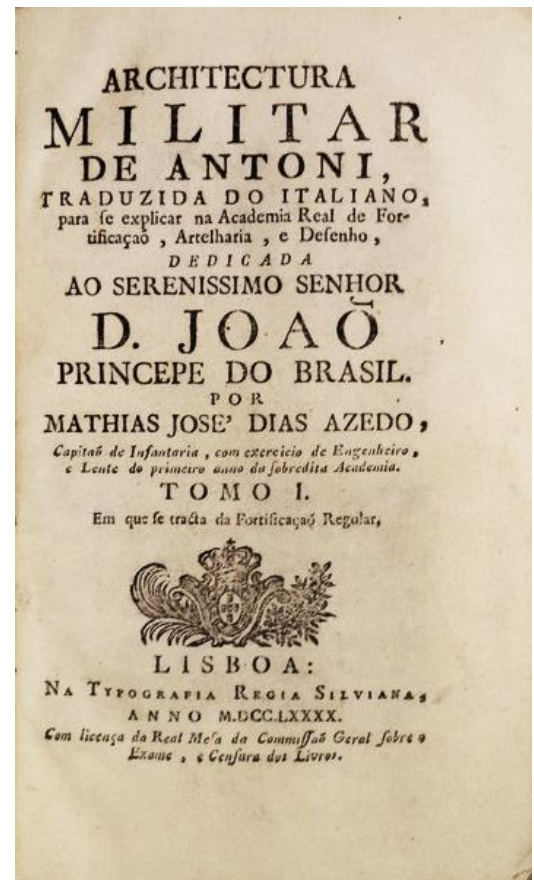 ARCHITECTURA
MILITAR
DE ANTONI,
TRADUZIDA DO ITALIANO,
para se explicar na Academia Real de For-
tificaçaõ , Artelharia , e Desenho ,
DEDICADA
AO SERENISSIMO SENHOR
D. JOAÕ
PRINCEPE DO BRASIL.
POR
MATHIAS JOSE' DIAS AZEDO,
Capitaõ de Infantaria , com exercicio de Engenheiro ,
e Lente do primeiro anno da sobredita Academia.
TOMO I.
Em que se tracta da Fortificaçaõ Regular,
LISBOA:
NA TYPOGRAFIA REGIA SILVIANA,
ANNO M.DCC.LXXXX.
Com licença da Real Mesa da Commissaõ Geral sobre o
Exame , e Censura dos Livros.